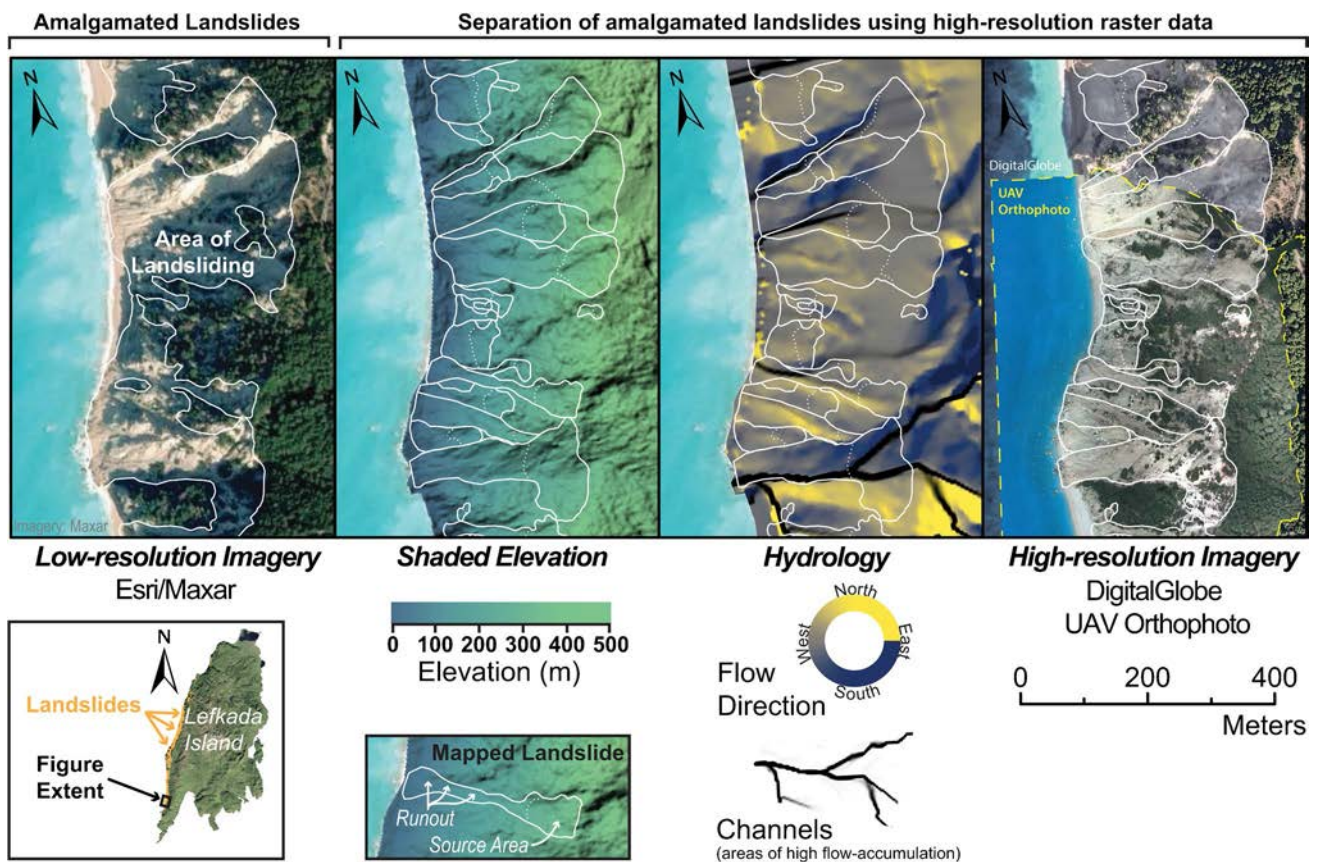 Amalgamated Landslides
Separation of amalgamated landslides using high-resolution raster data
N
Area of
Landsliding
Imagery: Maxar
N
N
N
DigitalGlobe
UAV
Orthophoto
Low-resolution Imagery
Esri/Maxar
Shaded Elevation
0 100 200 300 400 500
Elevation (m)
Hydrology
North
West
East
South
Flow
Direction
High-resolution Imagery
DigitalGlobe
UAV Orthophoto
0 200 400
Meters
N
Landslides
Lefkada
Island
Figure
Extent
Mapped Landslide
Runout
Source Area
Channels
(areas of high flow-accumulation)